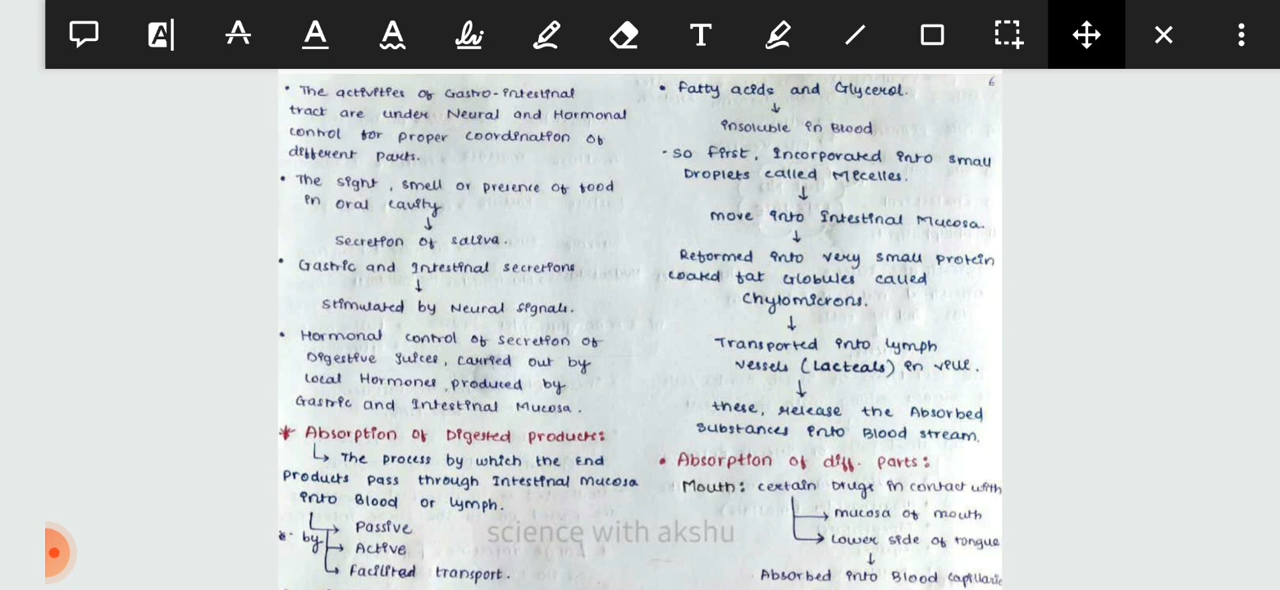 • The activities of Gastro-intestinal
tract are under Neural and Hormonal
control for proper coordination of
different parts.
• The sight, smell or presence of food
in oral cavity
↓
Secretion of saliva.
• Gastric and Intestinal secretions
↓
Stimulated by Neural signals.
• Hormonal control of secretion of
Digestive Juices, carried out by
local Hormones produced by
Gastric and Intestinal Mucosa.
* Absorption of Digested products:
↳ The process by which the End
Products pass through Intestinal Mucosa
into Blood or lymph.
* by → Passive
→ Active
→ Facilitated transport.
6
• Fatty acids and Glycerol.
↓
insoluble in Blood
- so First, Incorporated into small
Droplets called Micelles.
↓
move into Intestinal Mucosa.
↓
Reformed into very small protein
coated fat Globules called
Chylomicrons.
↓
Transported into lymph
vessels (Lacteals) in villi.
↓
these, release the Absorbed
Substances into Blood stream.
• Absorption of diff. parts:
Mouth: certain Drugs in contact with
→ mucosa of mouth
→ Lower side of tongue
↓
Absorbed into Blood capillarie
science with akshu